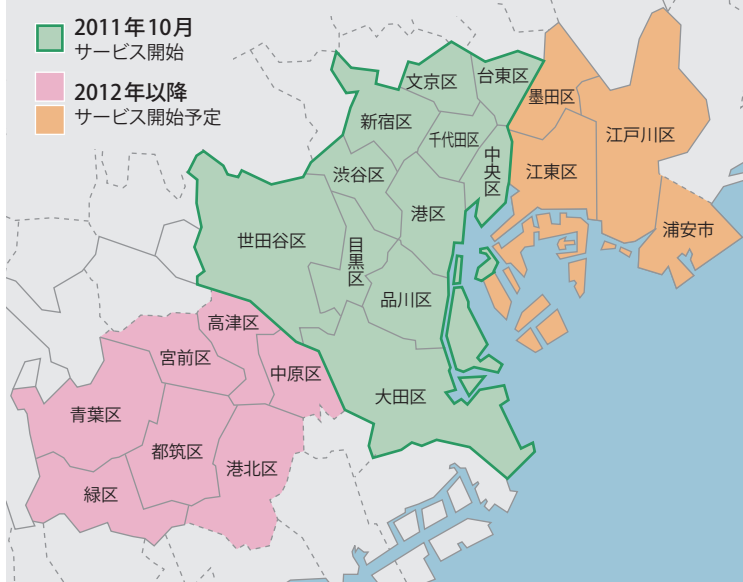 2011年10月
サービス開始
2012年以降
サービス開始予定
文京区
台東区
墨田区
新宿区
千代田区
江戸川区
中央区
渋谷区
江東区
港区
浦安市
世田谷区
目黒区
品川区
高津区
宮前区
中原区
大田区
青葉区
都筑区
港北区
緑区